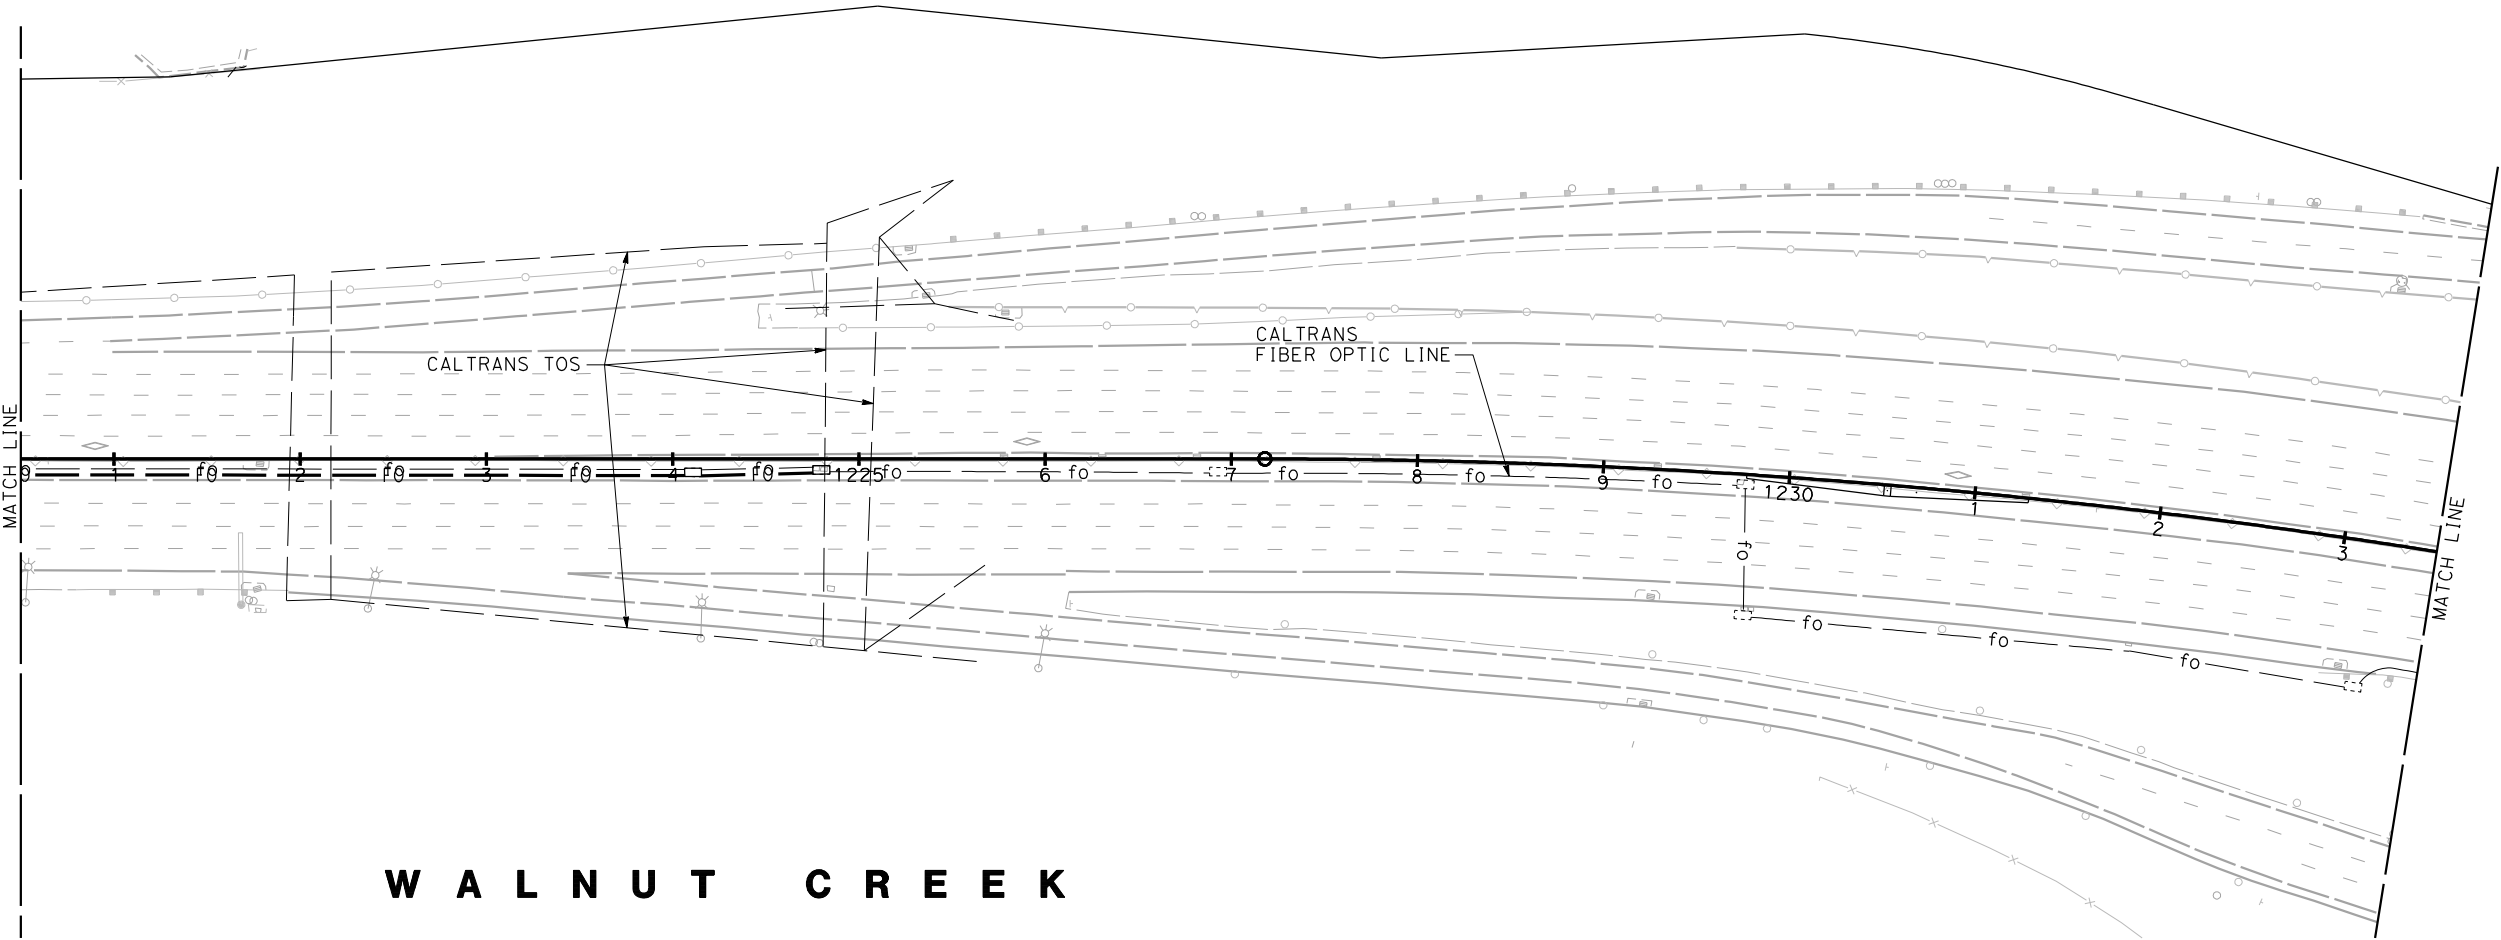 CALTRANS
FIBER OPTIC LINE
CALTRANS TOS
MATCH LINE
9 1 fo 2 fo 3 fo 4 fo 1225 fo 6 fo 7 fo 8 fo 9 fo 1230 1 2 3
fo
fo fo fo
MATCH LINE
WALNUT CREEK